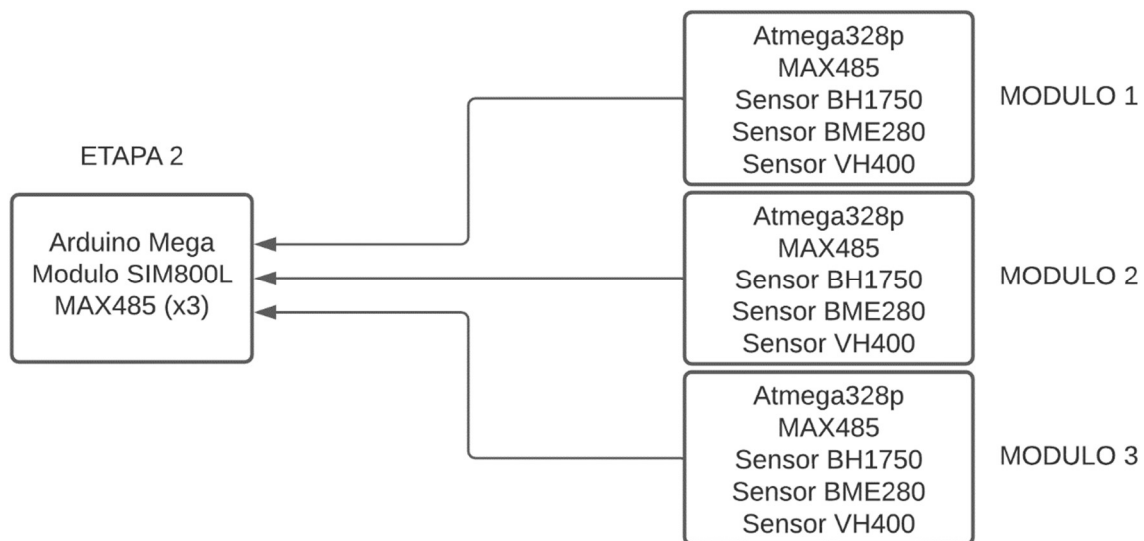 ETAPA 2
Arduino Mega
Modulo SIM800L
MAX485 (x3)
Atmega328p
MAX485
Sensor BH1750
Sensor BME280
Sensor VH400
MODULO 1
Atmega328p
MAX485
Sensor BH1750
Sensor BME280
Sensor VH400
MODULO 2
Atmega328p
MAX485
Sensor BH1750
Sensor BME280
Sensor VH400
MODULO 3